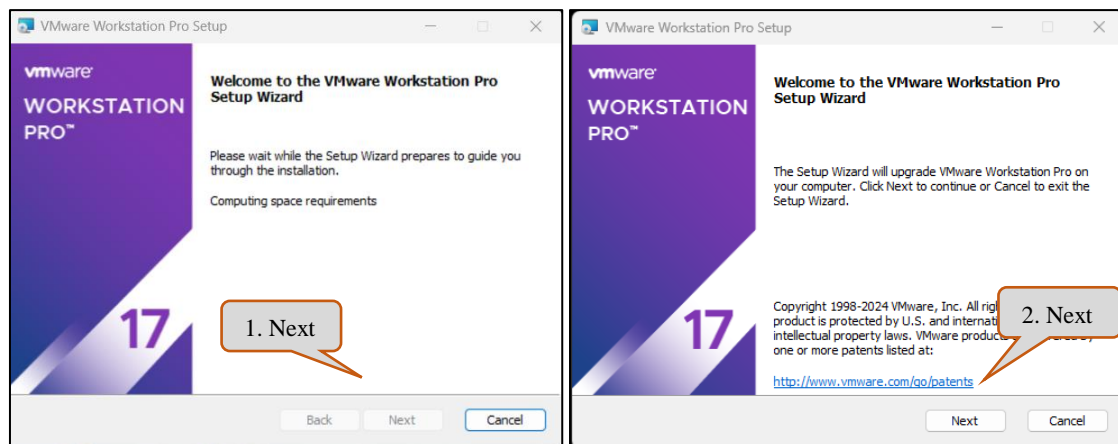 VMware Workstation Pro Setup
vmware
WORKSTATION
PRO™
17
Welcome to the VMware Workstation Pro
Setup Wizard
Please wait while the Setup Wizard prepares to guide you
through the installation.
Computing space requirements
1. Next
Back Next Cancel
VMware Workstation Pro Setup
vmware
WORKSTATION
PRO™
17
Welcome to the VMware Workstation Pro
Setup Wizard
The Setup Wizard will upgrade VMware Workstation Pro on
your computer. Click Next to continue or Cancel to exit the
Setup Wizard.
Copyright 1998-2024 VMware, Inc. All
product is protected by U.S. and
intellectual property laws. VMware
one or more patents listed at:
http://www.vmware.com/go/patents
2. Next
Next Cancel